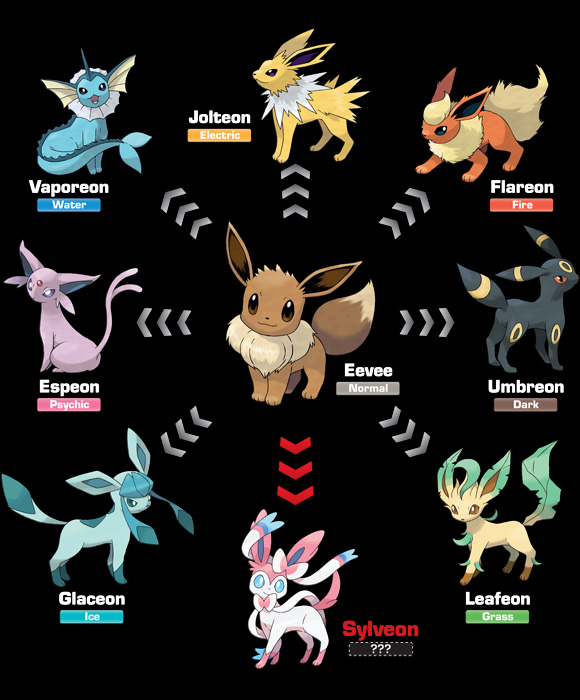 Jolteon
Electric
Vaporeon
Water
Flareon
Fire
Eevee
Normal
Espeon
Psychic
Umbreon
Dark
Glaceon
Ice
Leafeon
Grass
Sylveon
???